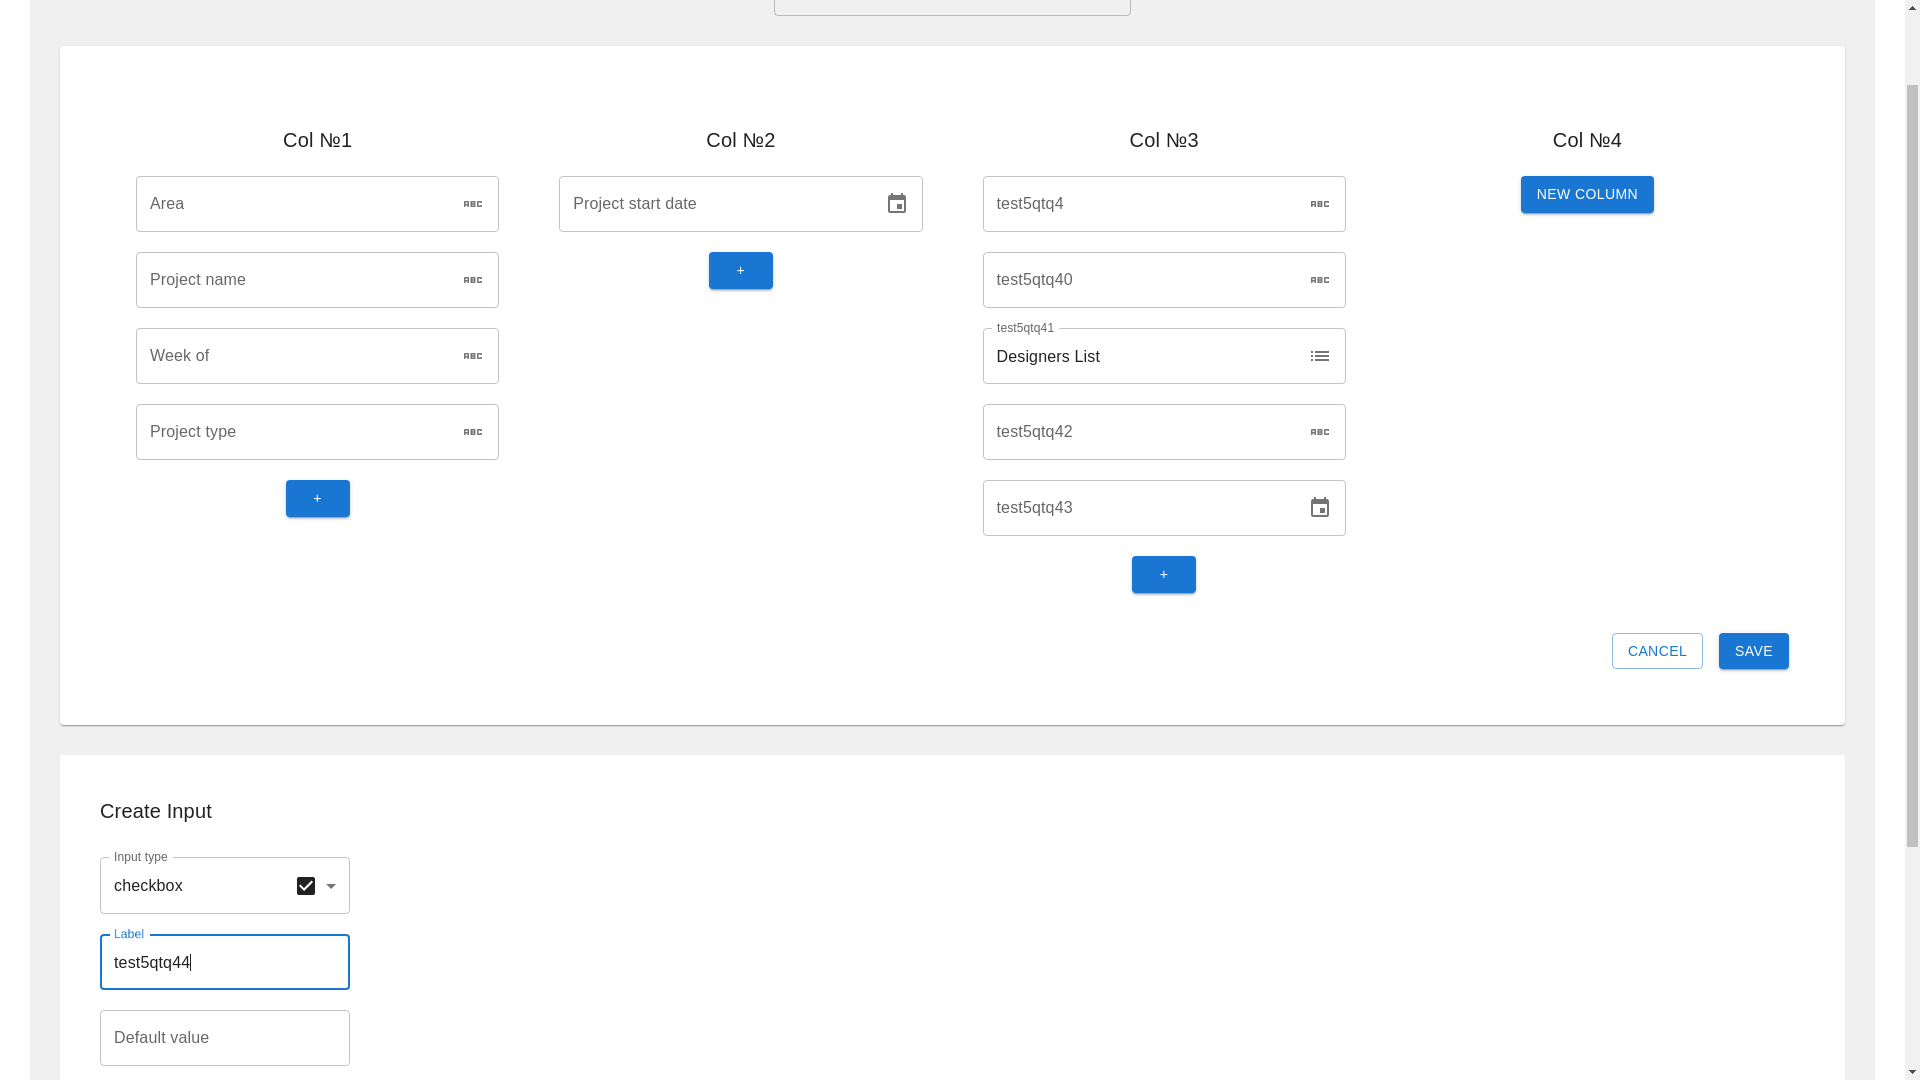 Col №1
Col №2
Col №3
Col №4
Area
ABC
Project start date
test5qtq4
ABC
NEW COLUMN
Project name
ABC
+
test5qtq40
ABC
Week of
ABC
test5qtq41
Designers List
Project type
ABC
test5qtq42
ABC
+
test5qtq43
+
CANCEL
SAVE
Create Input
Input type
checkbox
Label
test5qtq44
Default value